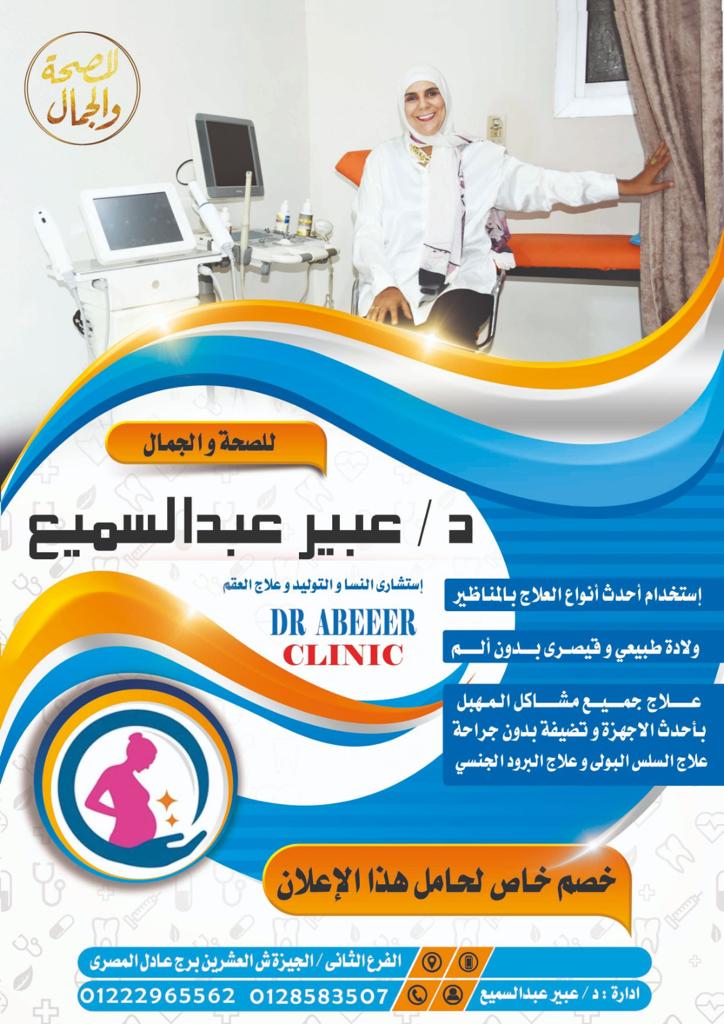 للصحة
والجمال
للصحة و الجمال
د / عبير عبدالسميع
إستشارى النسا و التوليد و علاج العقم
DR ABEEER
CLINIC
إستخدام أحدث أنواع العلاج بالمناظير
ولادة طبيعي و قيصرى بدون ألم
علاج جميع مشاكل المهبل
بأحدث الاجهزة و تضيفة بدون جراحة
علاج السلس البولى و علاج البرود الجنسي
خصم خاص لحامل هذا الإعلان
الفرع الثانى / الجيزة ش العشرين برج عادل المصرى
ادارة : د / عبير عبدالسميع
01222965562 0128583507